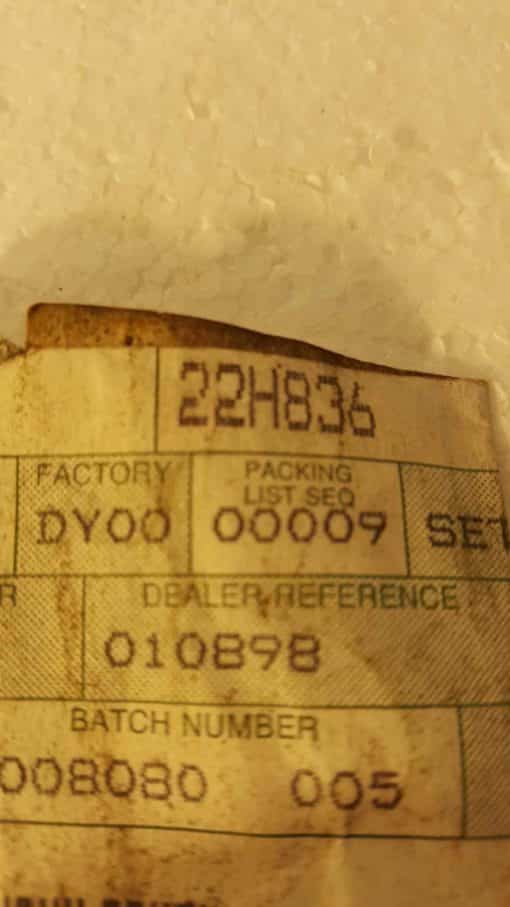 22H836
FACTORY
PACKING
LIST SEQ
DY00
00009
DEALER REFERENCE
010898
BATCH NUMBER
008080 005